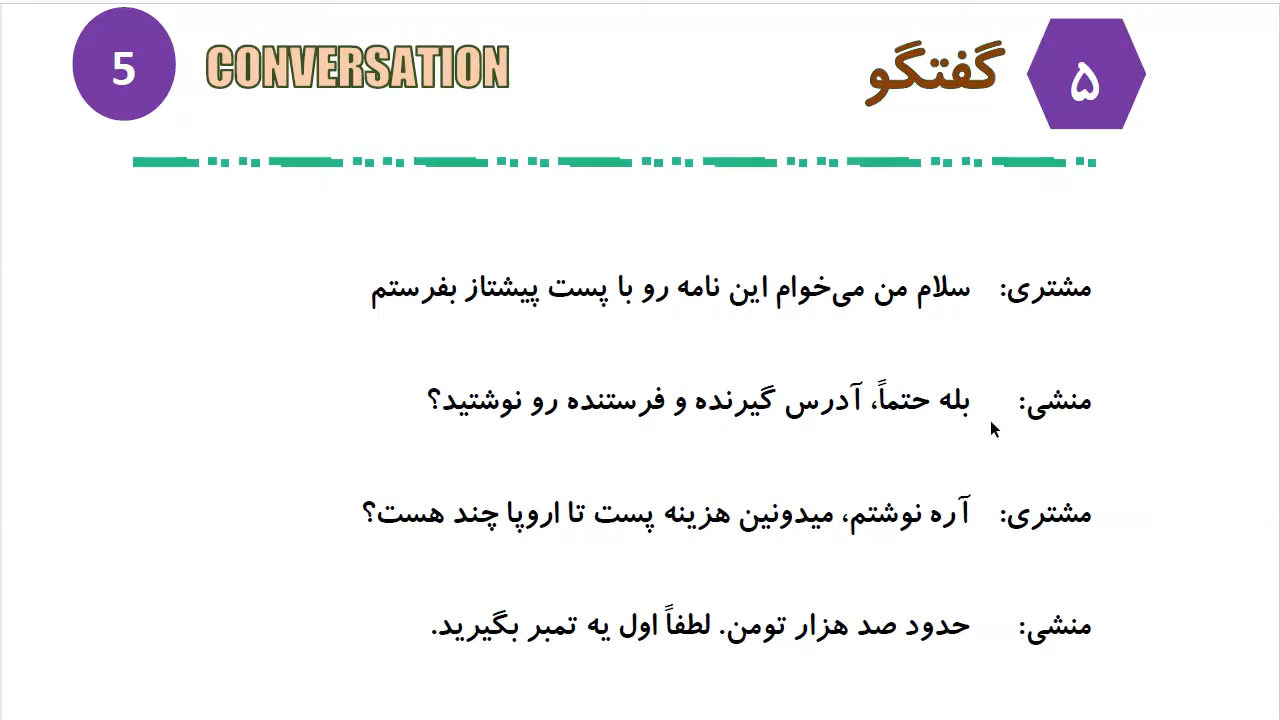 5 CONVERSATION گفتگو ۵
مشتری: سلام من می‌خوام این نامه رو با پست پیشتاز بفرستم
منشی: بله حتماً، آدرس گیرنده و فرستنده رو نوشتید؟
مشتری: آره نوشتم، میدونین هزینه پست تا اروپا چند هست؟
منشی: حدود صد هزار تومن. لطفاً اول یه تمبر بگیرید.